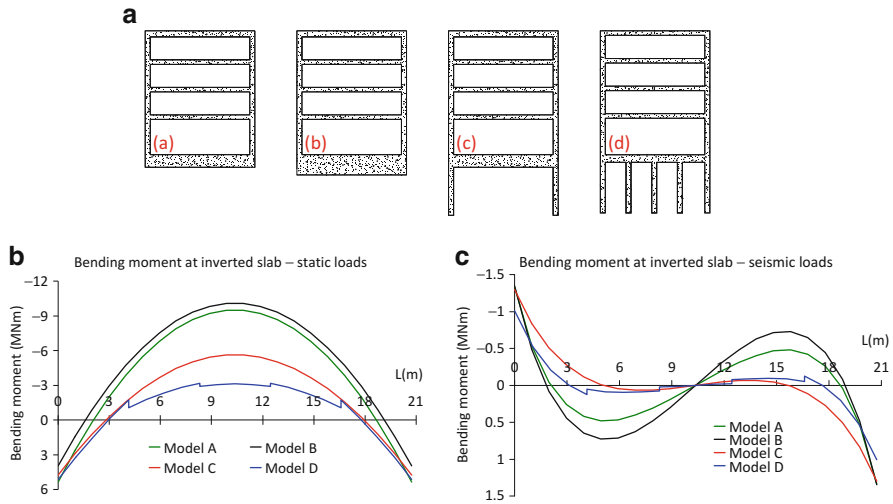 a
(a)
(b)
(c)
(d)
b
Bending moment at inverted slab – static loads
Bending moment (MNm)
−12
−9
−6
−3
0
3
6
L(m)
0 3 6 9 12 15 18 21
Model A
Model B
Model C
Model D
c
Bending moment at inverted slab – seismic loads
Bending moment (MNm)
−1.5
−1
−0.5
0
0.5
1
1.5
L(m)
0 3 6 9 12 15 18 21
Model A
Model B
Model C
Model D